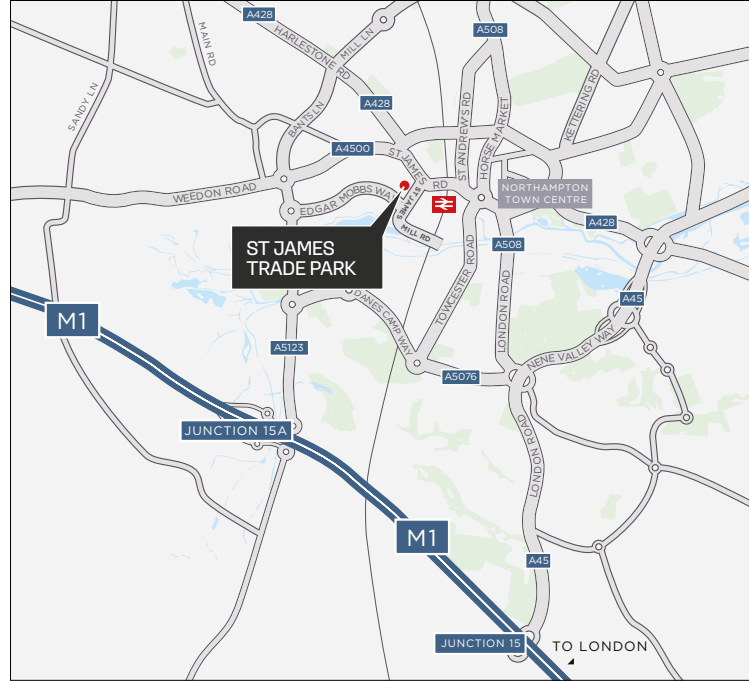 A428
A508
MAIN RD
MILL LN
HARLESTONE RD
SANDY LN
BANTS LN
A428
ST ANDREW'S RD
HORSE MARKET
KETTERING RD
A4500
ST JAMES
RD
WEEDON ROAD
EDGAR MOBBS WAY
ST JAMES
MILL RD
NORTHAMPTON
TOWN CENTRE
A428
ST JAMES
TRADE PARK
A508
TOWCESTER ROAD
LONDON ROAD
A45
DANES CAMP WAY
M1
A5123
NENE VALLEY WAY
A5076
JUNCTION 15A
LONDON ROAD
M1
A45
JUNCTION 15
TO LONDON